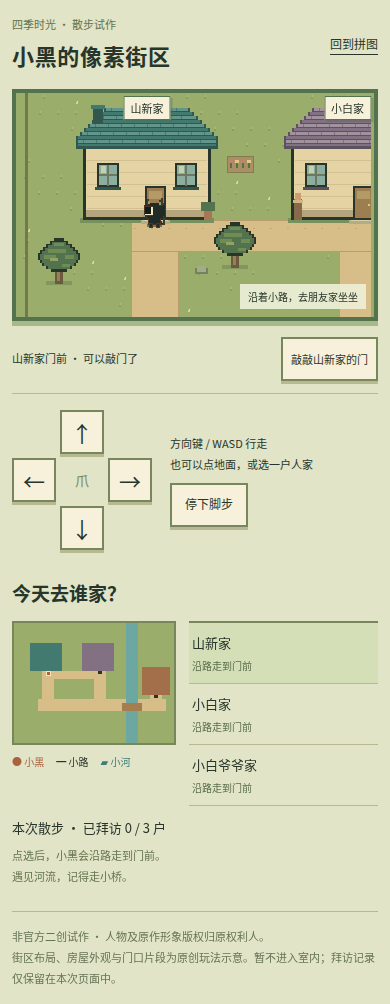 四季时光 · 散步试作
小黑的像素街区
回到拼图
山新家
小白家
沿着小路，去朋友家坐坐
山新家门前 · 可以敲门了
敲敲山新家的门
↑
← 爪 →
↓
方向键 / WASD 行走
也可以点地面，或选一户人家
停下脚步
今天去谁家？
山新家
沿路走到门前
小白家
沿路走到门前
小白爷爷家
沿路走到门前
小黑 小路 小河
本次散步 · 已拜访 0 / 3 户
点选后，小黑会沿路走到门前。
遇见河流，记得走小桥。
非官方二创试作 · 人物及原作形象版权归原权利人。
街区布局、房屋外观与门口片段为原创玩法示意。暂不进入室内；拜访记录
仅保留在本次页面中。